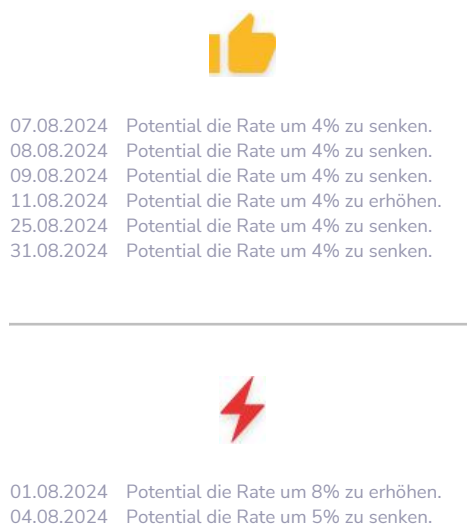 07.08.2024 Potential die Rate um 4% zu senken.
08.08.2024 Potential die Rate um 4% zu senken.
09.08.2024 Potential die Rate um 4% zu senken.
11.08.2024 Potential die Rate um 4% zu erhöhen.
25.08.2024 Potential die Rate um 4% zu senken.
31.08.2024 Potential die Rate um 4% zu senken.
01.08.2024 Potential die Rate um 8% zu erhöhen.
04.08.2024 Potential die Rate um 5% zu senken.